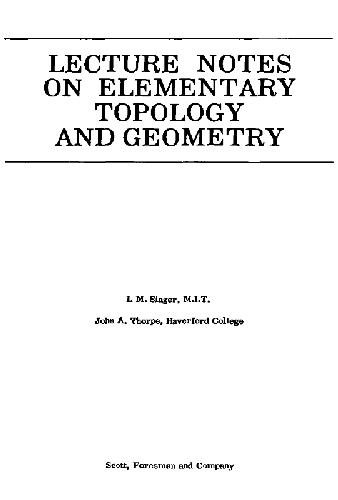 LECTURE NOTES
ON ELEMENTARY
TOPOLOGY
AND GEOMETRY
I. M. Singer, M.I.T.
John A. Thorpe, Haverford College
Scott, Foresman and Company